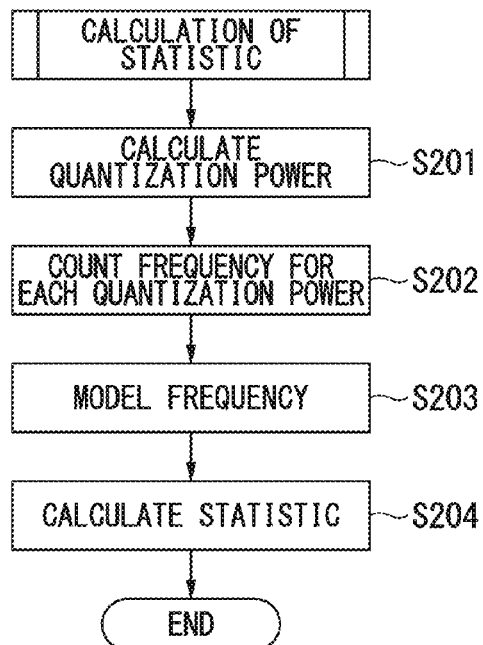 CALCULATION OF
STATISTIC
CALCULATE
QUANTIZATION POWER
S201
COUNT FREQUENCY FOR
EACH QUANTIZATION POWER
S202
MODEL FREQUENCY
S203
CALCULATE STATISTIC
S204
END